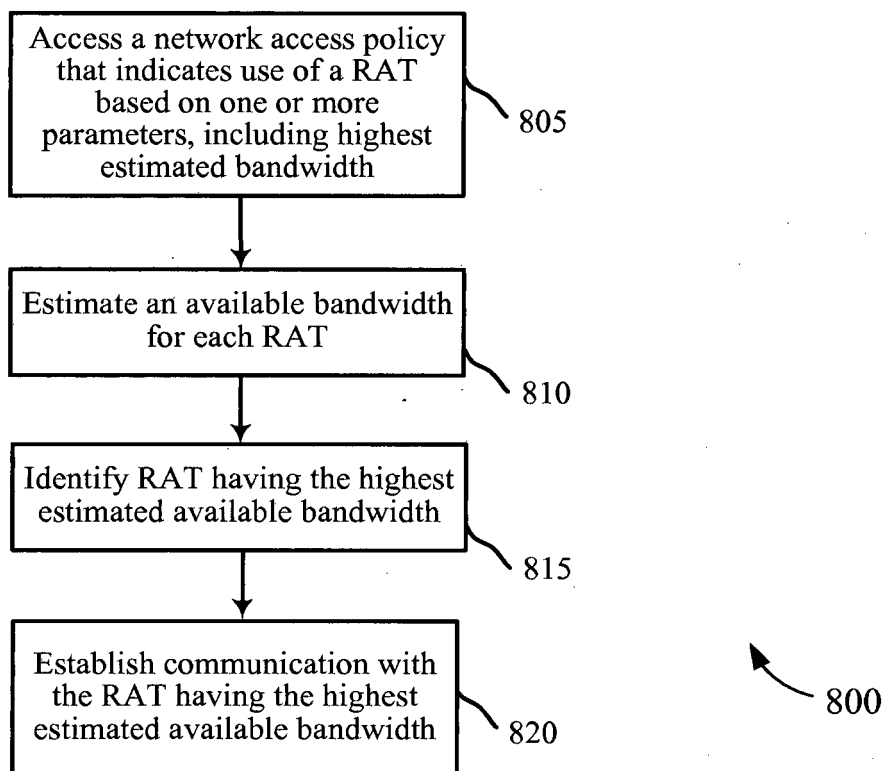 Access a network access policy
that indicates use of a RAT
based on one or more
parameters, including highest
estimated bandwidth
805
Estimate an available bandwidth
for each RAT
810
Identify RAT having the highest
estimated available bandwidth
815
Establish communication with
the RAT having the highest
estimated available bandwidth
820
800